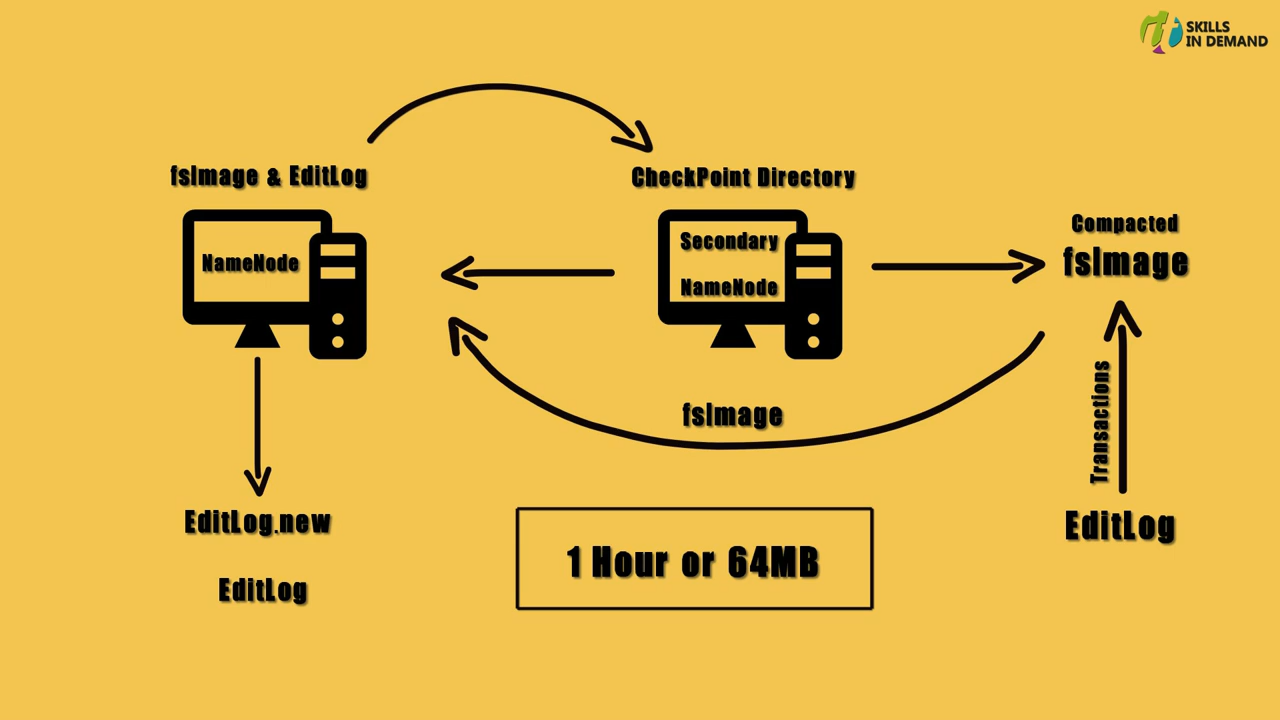 SKILLS
IN DEMAND
fsImage & EditLog
CheckPoint Directory
NameNode
Secondary
NameNode
Compacted
fsImage
fsImage
Transactions
EditLog.new
EditLog
1 Hour or 64MB
EditLog